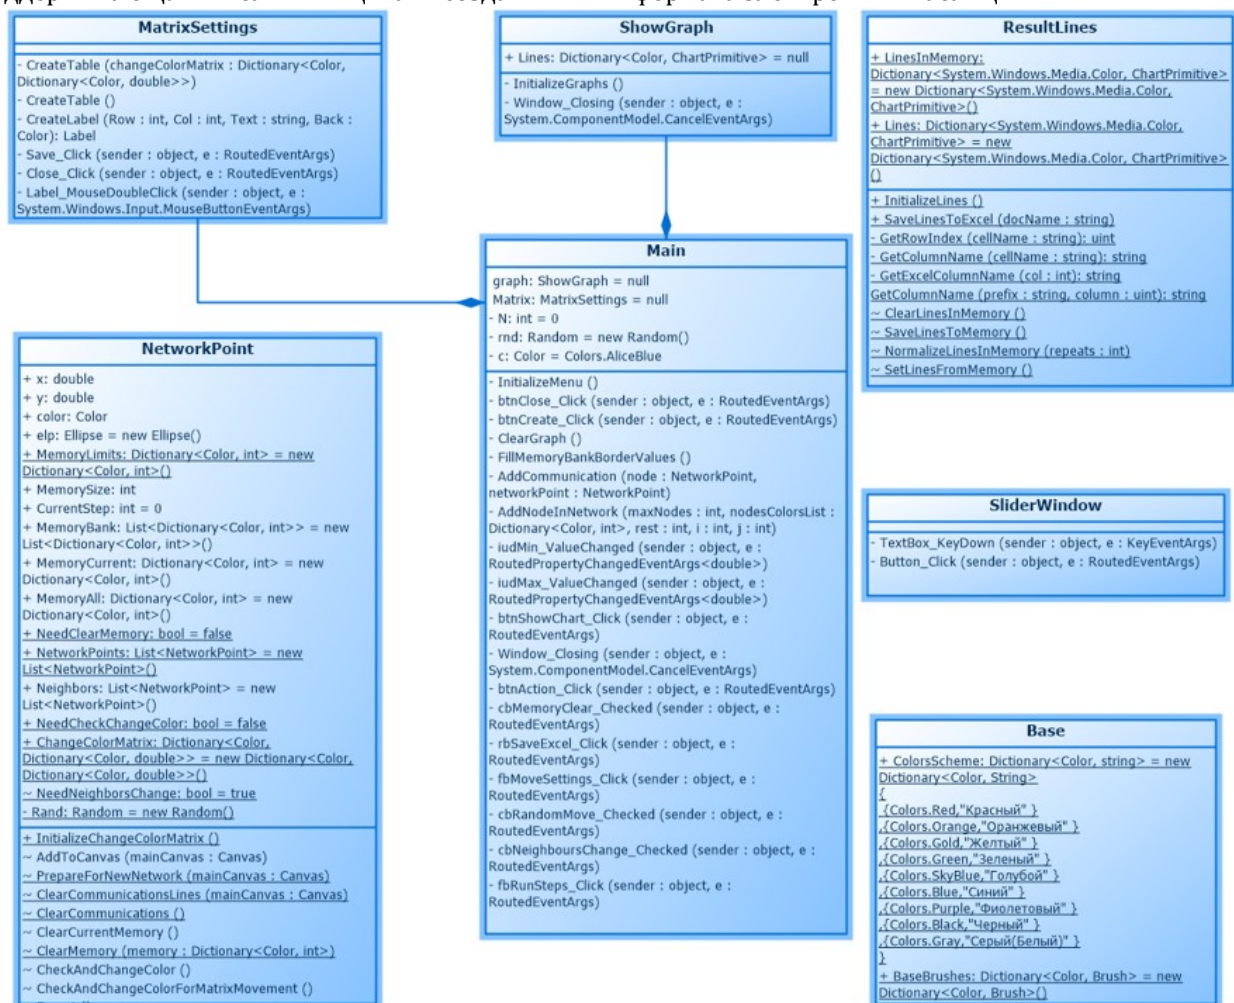 MatrixSettings
- CreateTable (changeColorMatrix : Dictionary<Color,
Dictionary<Color, double>>)
- CreateTable ()
- CreateLabel (Row : int, Col : int, Text : string, Back :
Color): Label
- Save_Click (sender : object, e : RoutedEventArgs)
- Close_Click (sender : object, e : RoutedEventArgs)
- Label_MouseDoubleClick (sender : object, e :
System.Windows.Input.MouseButtonEventArgs)
ShowGraph
+ Lines: Dictionary<Color, ChartPrimitive> = null
- InitializeGraphs ()
- Window_Closing (sender : object, e :
System.ComponentModel.CancelEventArgs)
ResultLines
+ LinesInMemory:
Dictionary<System.Windows.Media.Color, ChartPrimitive>
= new Dictionary<System.Windows.Media.Color,
ChartPrimitive>()
+ Lines: Dictionary<System.Windows.Media.Color,
ChartPrimitive> = new
Dictionary<System.Windows.Media.Color, ChartPrimitive>
()
+ InitializeLines ()
+ SaveLinesToExcel (docName : string)
- GetRowIndex (cellName : string): uint
- GetColumnName (cellName : string): string
- GetExcelColumnName (col : int): string
GetColumnName (prefix : string, column : uint): string
~ ClearLinesInMemory ()
~ SaveLinesToMemory ()
~ NormalizeLinesInMemory (repeats : int)
~ SetLinesFromMemory ()
Main
graph: ShowGraph = null
Matrix: MatrixSettings = null
- N: int = 0
- rnd: Random = new Random()
- c: Color = Colors.AliceBlue
- InitializeMenu ()
- btnClose_Click (sender : object, e : RoutedEventArgs)
- btnCreate_Click (sender : object, e : RoutedEventArgs)
- ClearGraph ()
- FillMemoryBankBorderValues ()
- AddCommunication (node : NetworkPoint,
networkPoint : NetworkPoint)
- AddNodeInNetwork (maxNodes : int, nodesColorsList :
Dictionary<Color, int>, rest : int, i : int, j : int)
- iudMin_ValueChanged (sender : object, e :
RoutedPropertyChangedEventArgs<double>)
- iudMax_ValueChanged (sender : object, e :
RoutedPropertyChangedEventArgs<double>)
- btnShowChart_Click (sender : object, e :
RoutedEventArgs)
- Window_Closing (sender : object, e :
System.ComponentModel.CancelEventArgs)
- btnAction_Click (sender : object, e : RoutedEventArgs)
- cbMemoryClear_Checked (sender : object, e :
RoutedEventArgs)
- rbSaveExcel_Click (sender : object, e :
RoutedEventArgs)
- fbMoveSettings_Click (sender : object, e :
RoutedEventArgs)
- cbRandomMove_Checked (sender : object, e :
RoutedEventArgs)
- cbNeighboursChange_Checked (sender : object, e :
RoutedEventArgs)
- fbRunSteps_Click (sender : object, e :
RoutedEventArgs)
NetworkPoint
+ x: double
+ y: double
+ color: Color
+ elp: Ellipse = new Ellipse()
+ MemoryLimits: Dictionary<Color, int> = new
Dictionary<Color, int>()
+ MemorySize: int
+ CurrentStep: int = 0
+ MemoryBank: List<Dictionary<Color, int>> = new
List<Dictionary<Color, int>>()
+ MemoryCurrent: Dictionary<Color, int> = new
Dictionary<Color, int>()
+ MemoryAll: Dictionary<Color, int> = new
Dictionary<Color, int>()
+ NeedClearMemory: bool = false
+ NetworkPoints: List<NetworkPoint> = new
List<NetworkPoint>()
+ Neighbors: List<NetworkPoint> = new
List<NetworkPoint>()
+ NeedCheckChangeColor: bool = false
+ ChangeColorMatrix: Dictionary<Color,
Dictionary<Color, double>> = new Dictionary<Color,
Dictionary<Color, double>>()
~ NeedNeighborsChange: bool = true
- Rand: Random = new Random()
+ InitializeChangeColorMatrix ()
~ AddToCanvas (mainCanvas : Canvas)
~ PrepareForNewNetwork (mainCanvas : Canvas)
~ ClearCommunicationsLines (mainCanvas : Canvas)
~ ClearCommunications ()
~ ClearCurrentMemory ()
~ ClearMemory (memory : Dictionary<Color, int>)
~ CheckAndChangeColor ()
~ CheckAndChangeColorForMatrixMovement ()
SliderWindow
- TextBox_KeyDown (sender : object, e : KeyEventArgs)
- Button_Click (sender : object, e : RoutedEventArgs)
Base
+ ColorsScheme: Dictionary<Color, string> = new
Dictionary<Color, String>
{
,{Colors.Red,"Красный" }
,{Colors.Orange,"Оранжевый" }
,{Colors.Gold,"Желтый" }
,{Colors.Green,"Зеленый" }
,{Colors.SkyBlue,"Голубой" }
,{Colors.Blue,"Синий" }
,{Colors.Purple,"Фиолетовый" }
,{Colors.Black,"Черный" }
,{Colors.Gray,"Серый(Белый)" }
}
+ BaseBrushes: Dictionary<Color, Brush> = new
Dictionary<Color, Brush>()